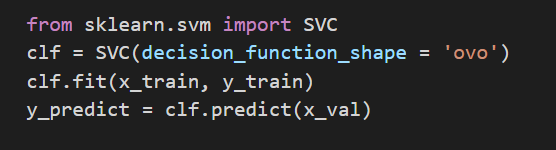 from sklearn.svm import SVC
clf = SVC(decision_function_shape = 'ovo')
clf.fit(x_train, y_train)
y_predict = clf.predict(x_val)